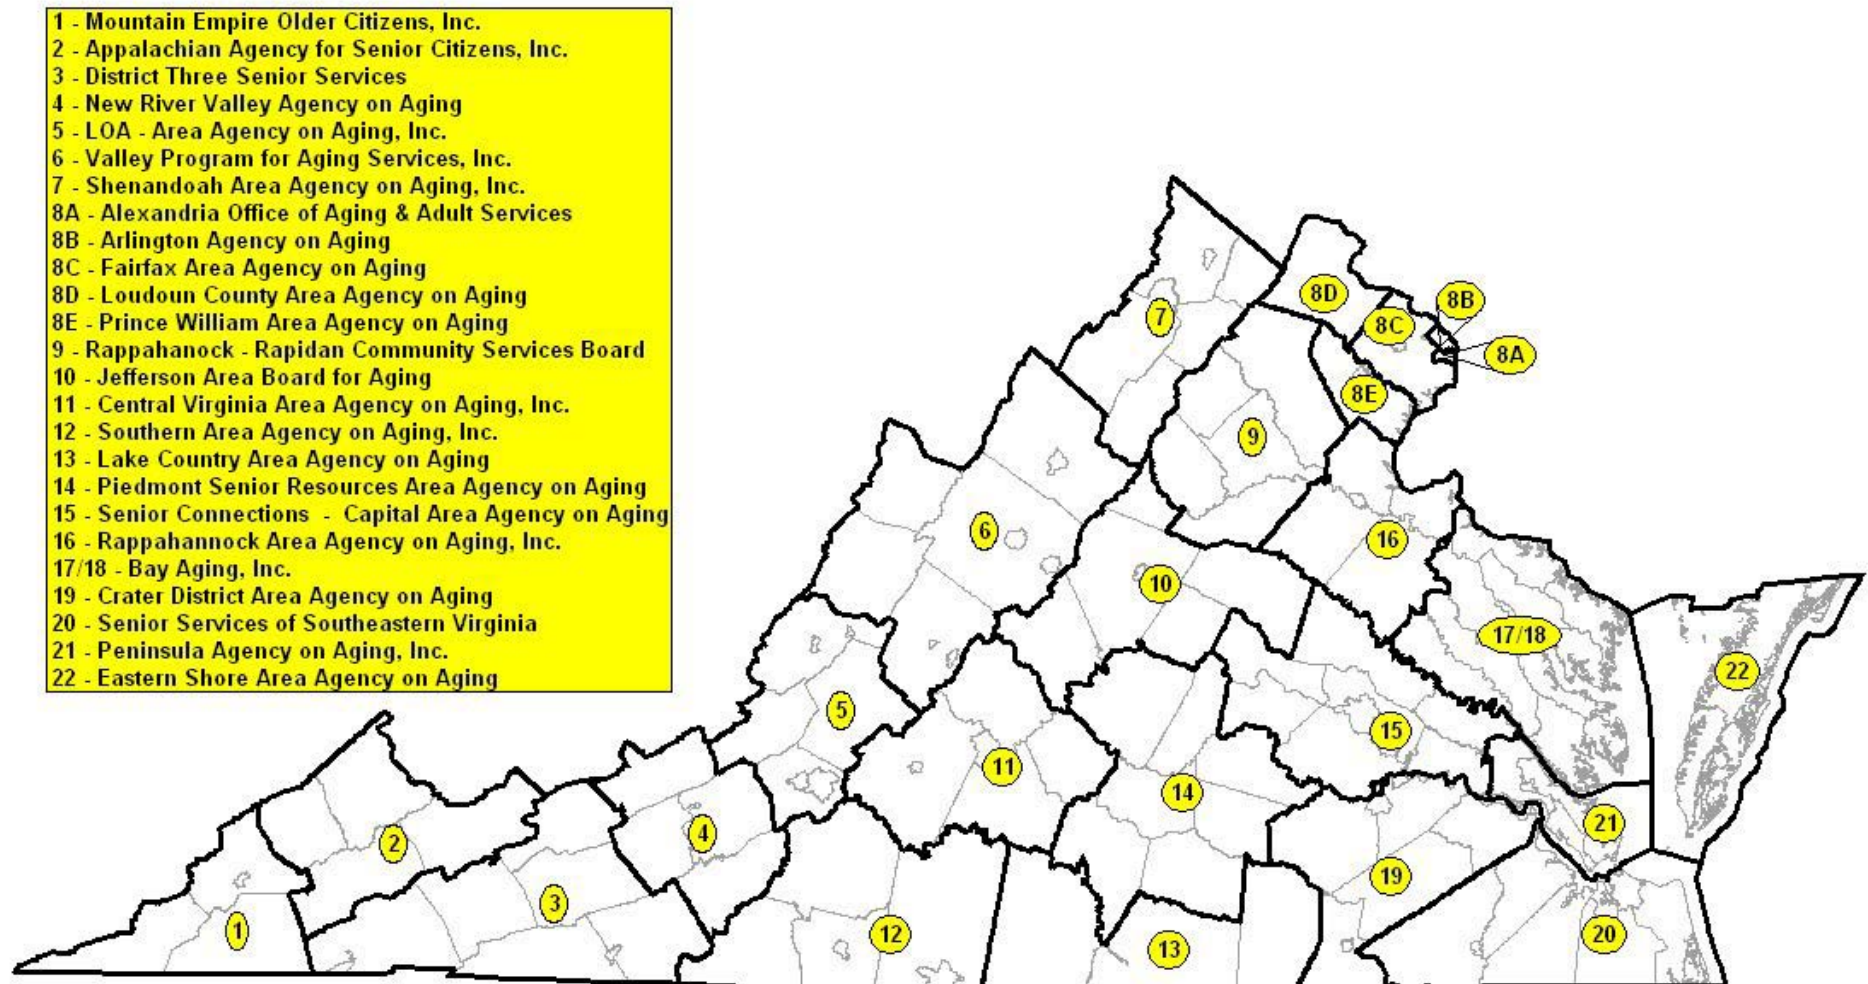 1 - Mountain Empire Older Citizens, Inc.
2 - Appalachian Agency for Senior Citizens, Inc.
3 - District Three Senior Services
4 - New River Valley Agency on Aging
5 - LOA - Area Agency on Aging, Inc.
6 - Valley Program for Aging Services, Inc.
7 - Shenandoah Area Agency on Aging, Inc.
8A - Alexandria Office of Aging & Adult Services
8B - Arlington Agency on Aging
8C - Fairfax Area Agency on Aging
8D - Loudoun County Area Agency on Aging
8E - Prince William Area Agency on Aging
9 - Rappahanock - Rapidan Community Services Board
10 - Jefferson Area Board for Aging
11 - Central Virginia Area Agency on Aging, Inc.
12 - Southern Area Agency on Aging, Inc.
13 - Lake Country Area Agency on Aging
14 - Piedmont Senior Resources Area Agency on Aging
15 - Senior Connections - Capital Area Agency on Aging
16 - Rappahannock Area Agency on Aging, Inc.
17/18 - Bay Aging, Inc.
19 - Crater District Area Agency on Aging
20 - Senior Services of Southeastern Virginia
21 - Peninsula Agency on Aging, Inc.
22 - Eastern Shore Area Agency on Aging
8D
8B
7
8C
8A
8E
9
6
16
10
17/18
22
5
15
11
14
21
4
2
19
3
1
12
20
13